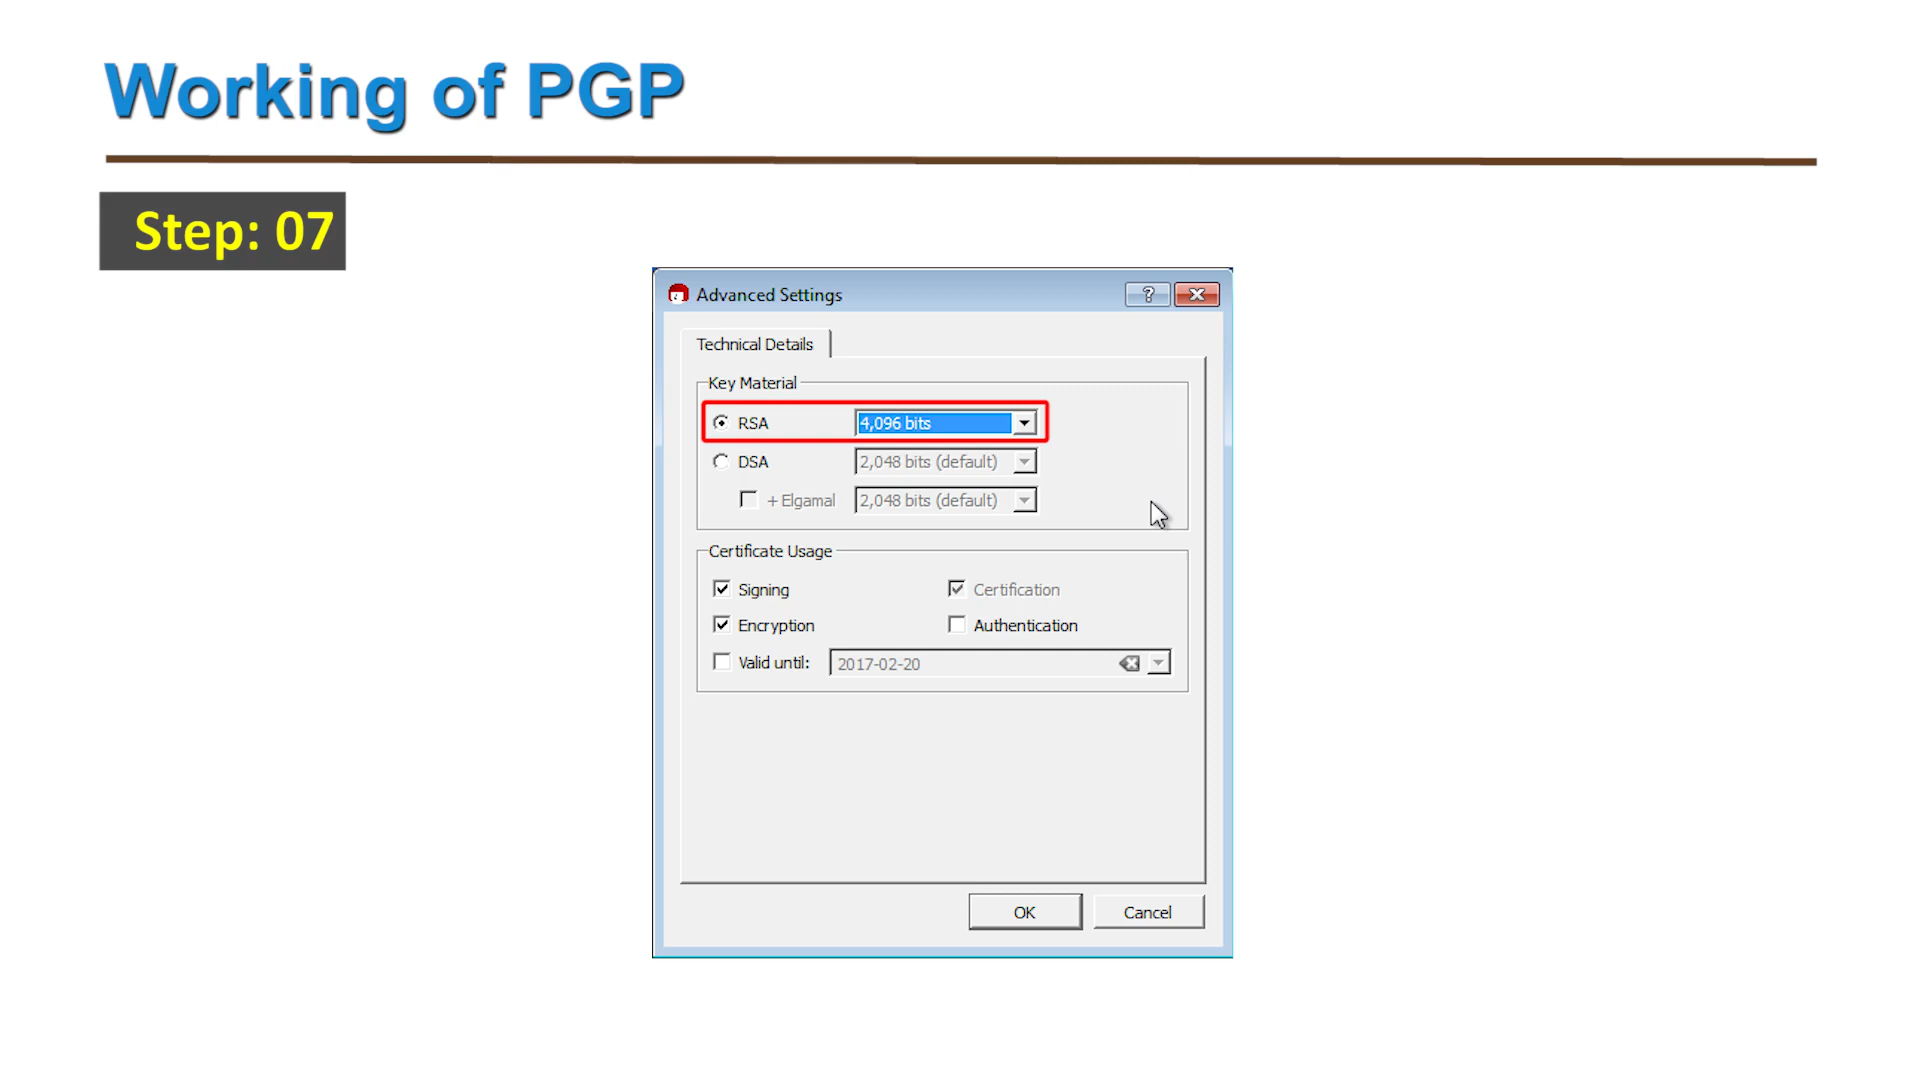 Working of PGP
Step: 07
Advanced Settings
?
Technical Details
Key Material
RSA 4,096 bits
DSA 2,048 bits (default)
+ Elgamal 2,048 bits (default)
Certificate Usage
Signing Certification
Encryption Authentication
Valid until: 2017-02-20
OK Cancel